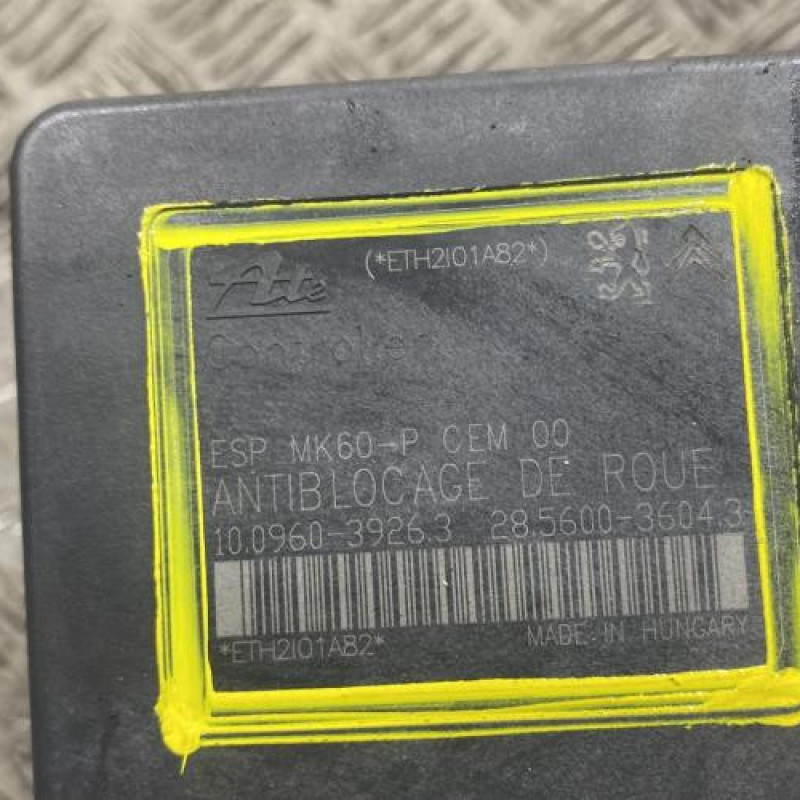 (*ETH2I01A82*)
Ate
Controller
ESP MK60-P CEM 00
ANTIBLOCAGE DE ROUE
10.0960-3926.3 28.5600-3604.3
*ETH2I01A82*
MADE IN HUNGARY